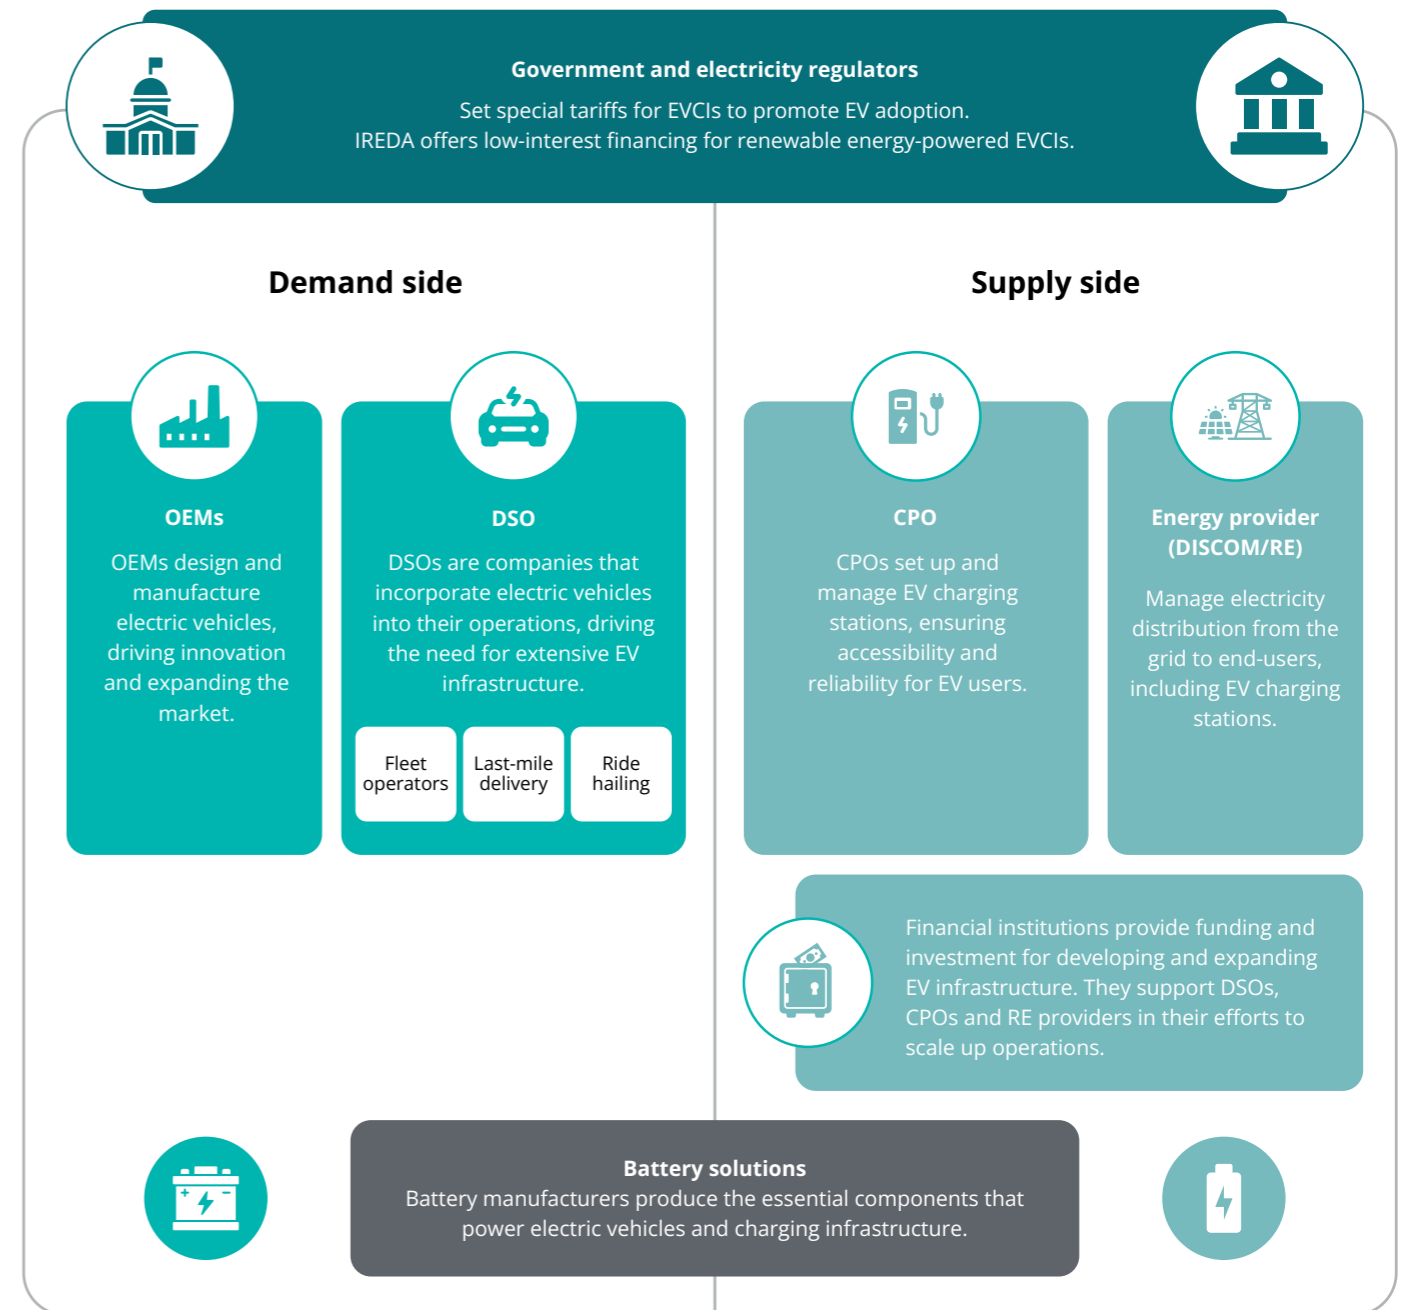 Government and electricity regulators
Set special tariffs for EVCIs to promote EV adoption.
IREDA offers low-interest financing for renewable energy-powered EVCIs.
Demand side
OEMs
OEMs design and
manufacture
electric vehicles,
driving innovation
and expanding the
market.
DSO
DSOs are companies that
incorporate electric vehicles
into their operations, driving
the need for extensive EV
infrastructure.
Fleet
operators
Last-mile
delivery
Ride
hailing
Supply side
CPO
CPOs set up and
manage EV charging
stations, ensuring
accessibility and
reliability for EV users.
Energy provider
(DISCOM/RE)
Manage electricity
distribution from the
grid to end-users,
including EV charging
stations.
Financial institutions provide funding and
investment for developing and expanding
EV infrastructure. They support DSOs,
CPOs and RE providers in their efforts to
scale up operations.
Battery solutions
Battery manufacturers produce the essential components that
power electric vehicles and charging infrastructure.